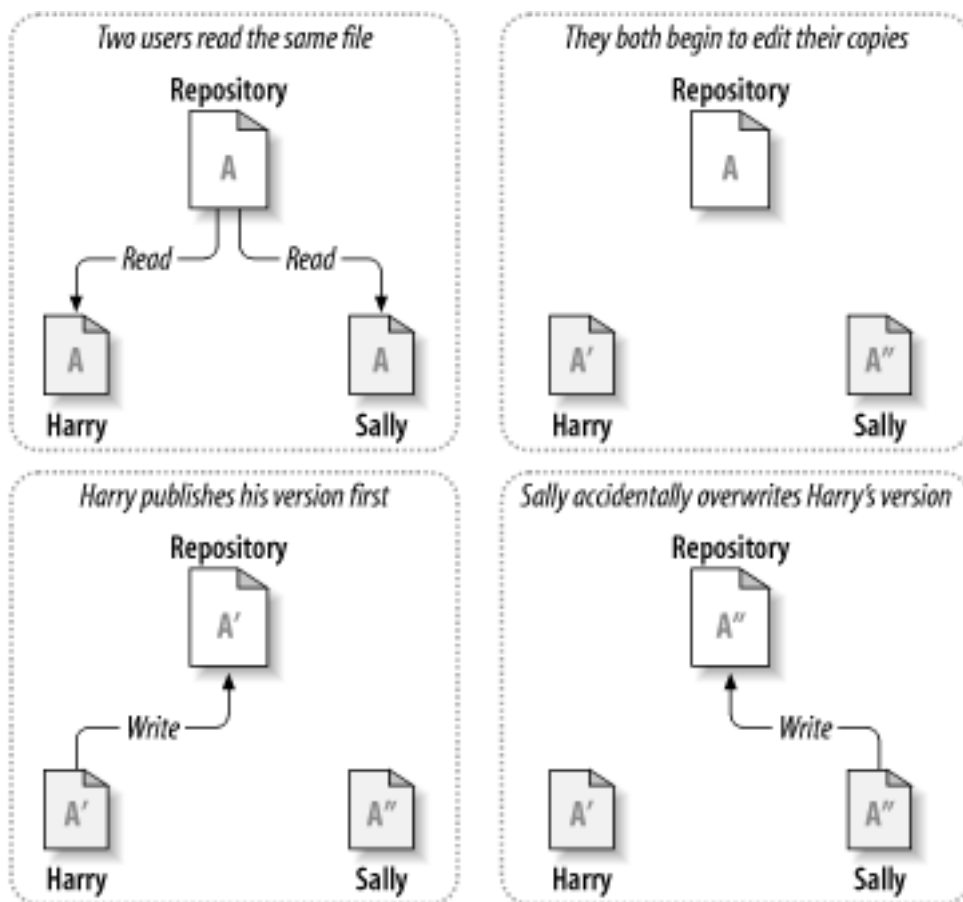 Two users read the same file
Repository
A
Read
Read
A
A
Harry
Sally
They both begin to edit their copies
Repository
A
A'
A"
Harry
Sally
Harry publishes his version first
Repository
A'
Write
A'
A"
Harry
Sally
Sally accidentally overwrites Harry's version
Repository
A"
Write
A'
A"
Harry
Sally